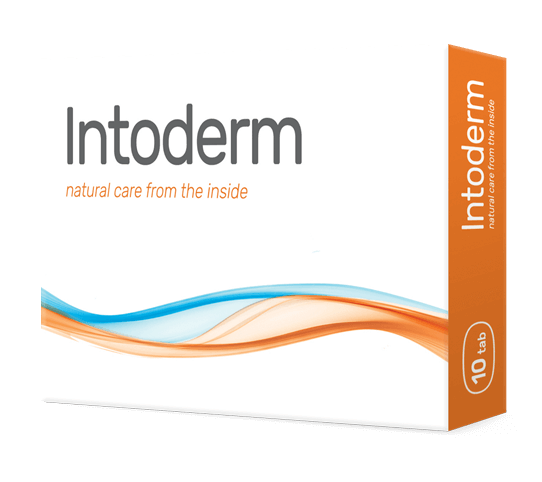 Intoderm
natural care from the inside
Intoderm
natural care from the inside
10 tab